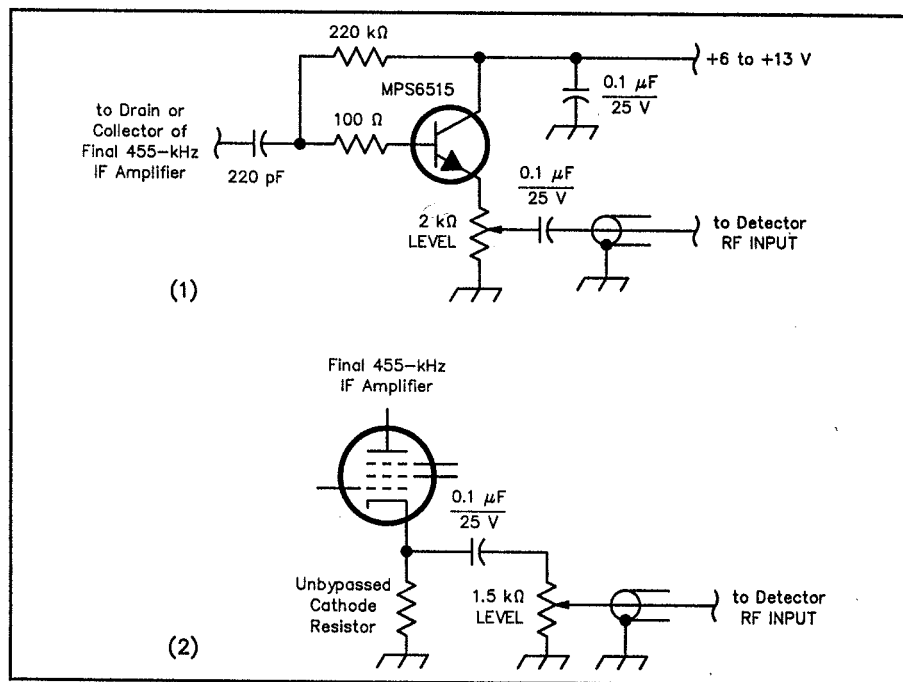 220 kΩ
+6 to +13 V
MPS6515
0.1 μF
25 V
to Drain or
Collector of
Final 455–kHz
IF Amplifier
100 Ω
220 pF
0.1 μF
25 V
2 kΩ
LEVEL
to Detector
RF INPUT
(1)
Final 455–kHz
IF Amplifier
0.1 μF
25 V
Unbypassed
Cathode
Resistor
1.5 kΩ
LEVEL
to Detector
RF INPUT
(2)